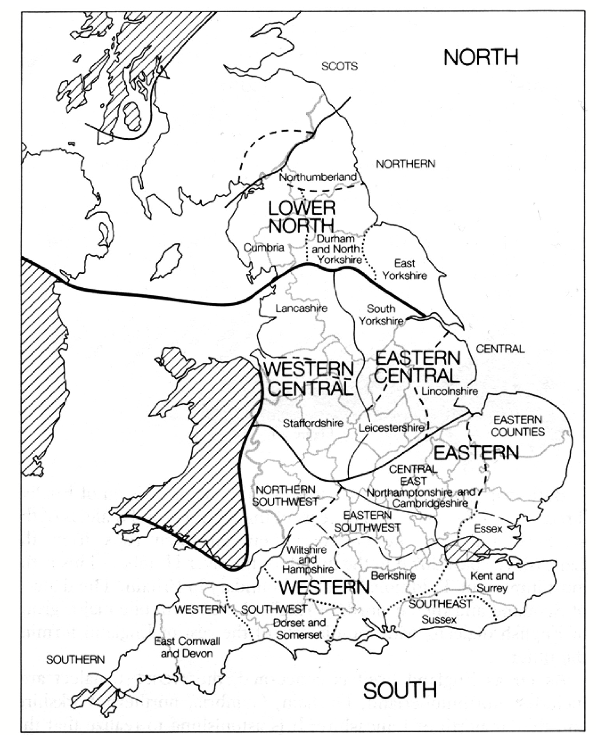 NORTH
SCOTS
NORTHERN
Northumberland
LOWER
NORTH
Cumbria
Durham
and North
Yorkshire
East
Yorkshire
Lancashire
South
Yorkshire
CENTRAL
WESTERN
CENTRAL
EASTERN
CENTRAL
Lincolnshire
Staffordshire
Leicestershire
EASTERN
COUNTIES
EASTERN
CENTRAL
EAST
Northamptonshire and
Cambridgeshire
NORTHERN
SOUTHWEST
EASTERN
SOUTHWEST
Essex
Wiltshire
and
Hampshire
WESTERN
Berkshire
Kent and
Surrey
WESTERN
SOUTHWEST
SOUTHEAST
Sussex
Dorset and
Somerset
East Cornwall
and Devon
SOUTHERN
SOUTH